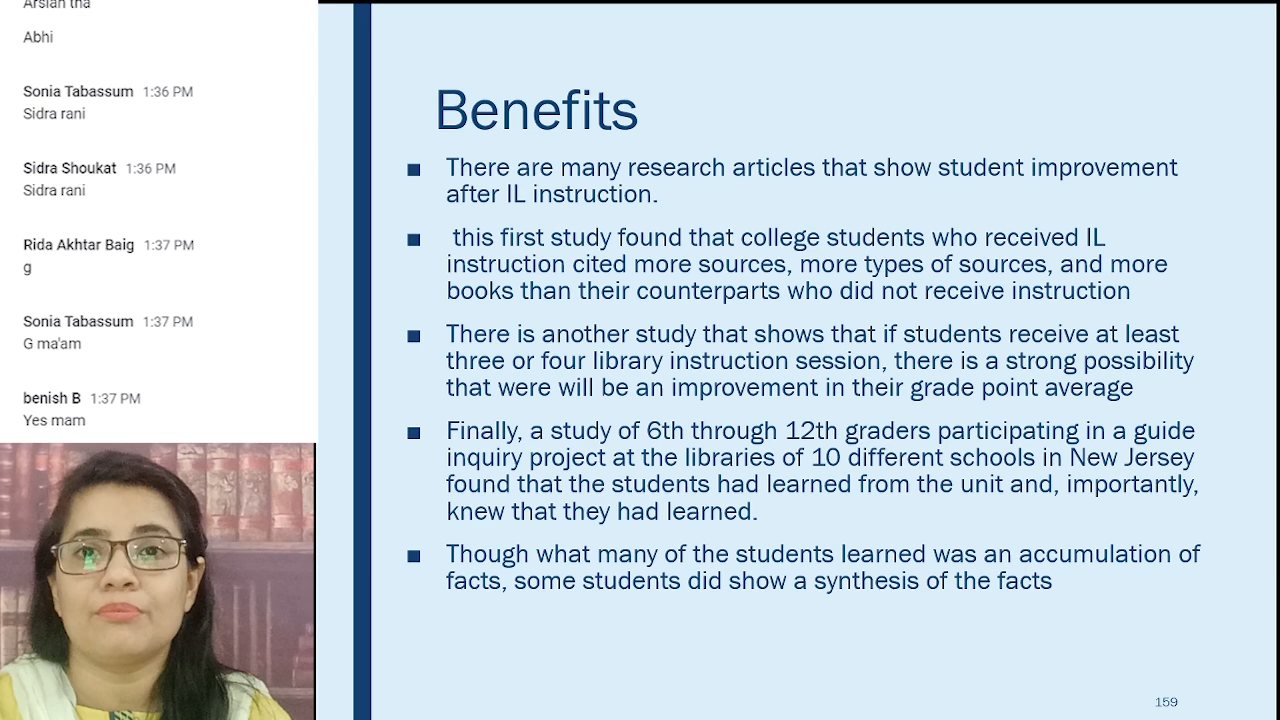 Arslan tha
Abhi
Sonia Tabassum 1:36 PM
Sidra rani
Sidra Shoukat 1:36 PM
Sidra rani
Rida Akhtar Baig 1:37 PM
g
Sonia Tabassum 1:37 PM
G ma'am
benish B 1:37 PM
Yes mam
Benefits
■ There are many research articles that show student improvement
after IL instruction.
■ this first study found that college students who received IL
instruction cited more sources, more types of sources, and more
books than their counterparts who did not receive instruction
■ There is another study that shows that if students receive at least
three or four library instruction session, there is a strong possibility
that were will be an improvement in their grade point average
■ Finally, a study of 6th through 12th graders participating in a guide
inquiry project at the libraries of 10 different schools in New Jersey
found that the students had learned from the unit and, importantly,
knew that they had learned.
■ Though what many of the students learned was an accumulation of
facts, some students did show a synthesis of the facts
159